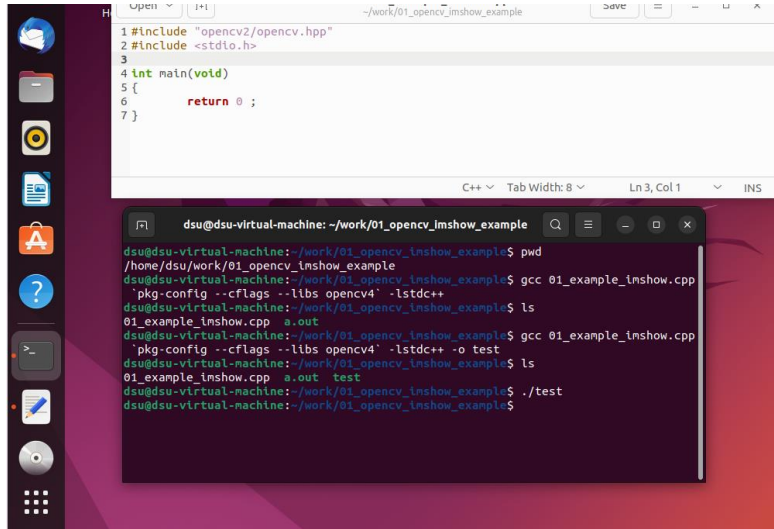 Open
~/work/01_opencv_imshow_example
Save
1 #include "opencv2/opencv.hpp"
2 #include <stdio.h>
3
4 int main(void)
5 {
6 return 0 ;
7 }
C++ Tab Width: 8 Ln 3, Col 1 INS
dsu@dsu-virtual-machine: ~/work/01_opencv_imshow_example
dsu@dsu-virtual-machine:~/work/01_opencv_imshow_example$ pwd
/home/dsu/work/01_opencv_imshow_example
dsu@dsu-virtual-machine:~/work/01_opencv_imshow_example$ gcc 01_example_imshow.cpp
`pkg-config --cflags --libs opencv4` -lstdc++
dsu@dsu-virtual-machine:~/work/01_opencv_imshow_example$ ls
01_example_imshow.cpp a.out
dsu@dsu-virtual-machine:~/work/01_opencv_imshow_example$ gcc 01_example_imshow.cpp
`pkg-config --cflags --libs opencv4` -lstdc++ -o test
dsu@dsu-virtual-machine:~/work/01_opencv_imshow_example$ ls
01_example_imshow.cpp a.out test
dsu@dsu-virtual-machine:~/work/01_opencv_imshow_example$ ./test
dsu@dsu-virtual-machine:~/work/01_opencv_imshow_example$